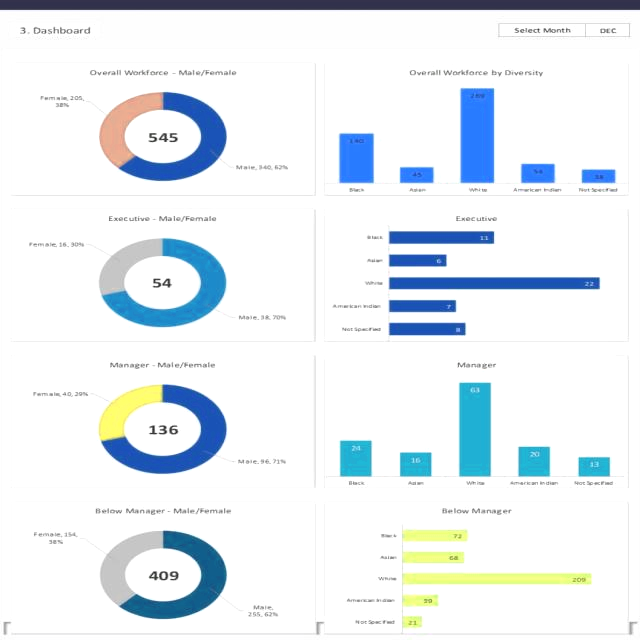 3. Dashboard
Select Month DEC
Overall Workforce - Male/Female
Female, 205,
38%
545
Male, 340, 62%
Overall Workforce by Diversity
140
45
269
54
38
Black Asian White American Indian Not Specified
Executive - Male/Female
Female, 16, 30%
54
Male, 38, 70%
Executive
Black 11
Asian 6
White 22
American Indian 7
Not Specified 8
Manager - Male/Female
Female, 40, 29%
136
Male, 96, 71%
Manager
24
16
63
20
13
Black Asian White American Indian Not Specified
Below Manager - Male/Female
Female, 154,
38%
409
Male,
255, 62%
Below Manager
Black 72
Asian 68
White 209
American Indian 39
Not Specified 21